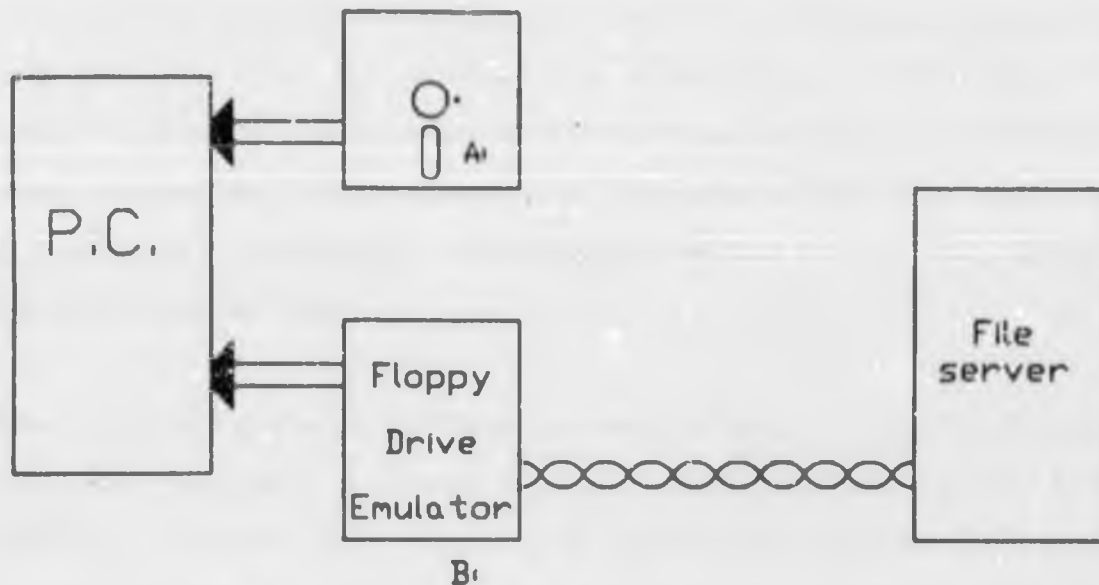 A:
P.C.
File
server
Floppy
Drive
Emulator
B: